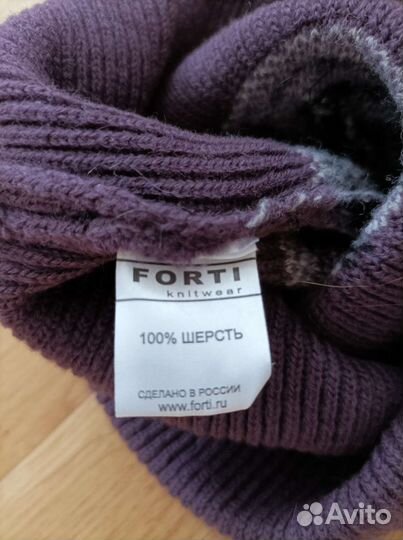 FORTI
knitwear
100% ШЕРСТЬ
СДЕЛАНО В РОССИИ
www.forti.ru
Avito